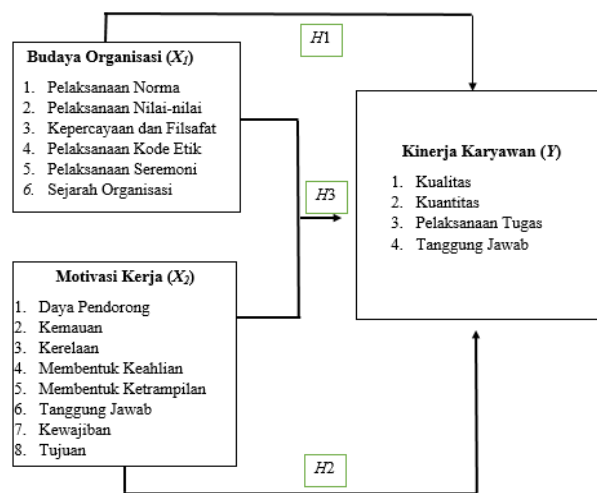 H1
Budaya Organisasi (X1)
1. Pelaksanaan Norma
2. Pelaksanaan Nilai-nilai
3. Kepercayaan dan Filsafat
4. Pelaksanaan Kode Etik
5. Pelaksanaan Seremoni
6. Sejarah Organisasi
Kinerja Karyawan (Y)
1. Kualitas
2. Kuantitas
3. Pelaksanaan Tugas
4. Tanggung Jawab
H3
Motivasi Kerja (X2)
1. Daya Pendorong
2. Kemauan
3. Kerelaan
4. Membentuk Keahlian
5. Membentuk Ketrampilan
6. Tanggung Jawab
7. Kewajiban
8. Tujuan
H2